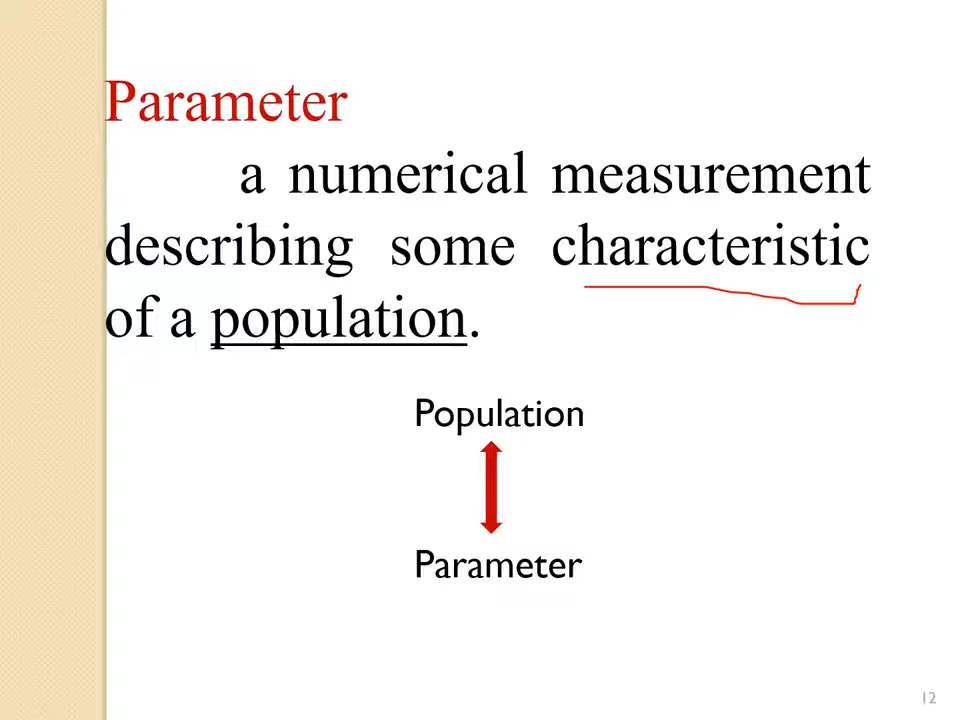 Parameter
a numerical measurement
describing some characteristic
of a population.
Population
Parameter
12